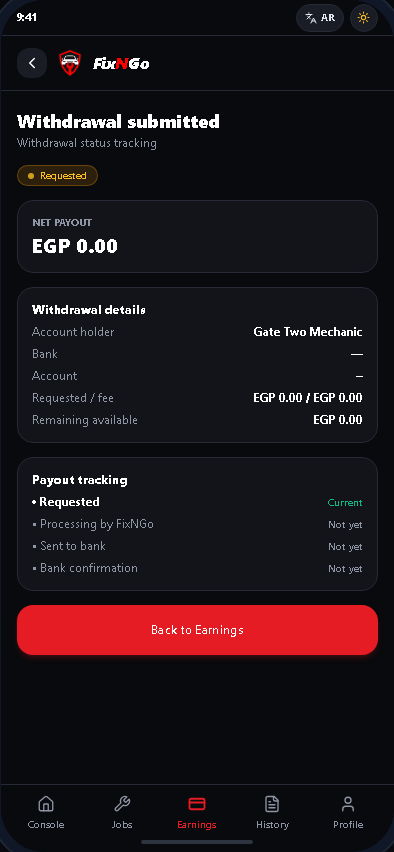 9:41
AR
FixNGo
Withdrawal submitted
Withdrawal status tracking
Requested
NET PAYOUT
EGP 0.00
Withdrawal details
Account holder Gate Two Mechanic
Bank —
Account –
Requested / fee EGP 0.00 / EGP 0.00
Remaining available EGP 0.00
Payout tracking
• Requested Current
• Processing by FixNGo Not yet
• Sent to bank Not yet
• Bank confirmation Not yet
Back to Earnings
Console Jobs Earnings History Profile